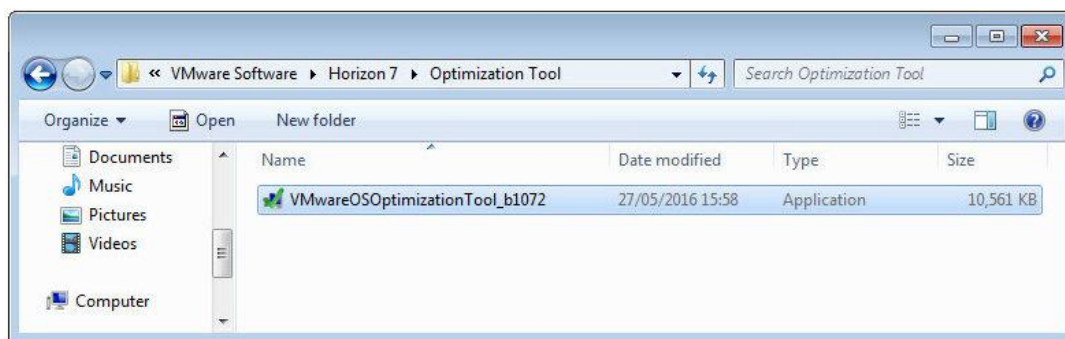 « VMware Software ▸ Horizon 7 ▸ Optimization Tool
Search Optimization Tool
Organize ▾ Open New folder
Documents
Music
Pictures
Videos
Computer
Name Date modified Type Size
VMwareOSOptimizationTool_b1072 27/05/2016 15:58 Application 10,561 KB